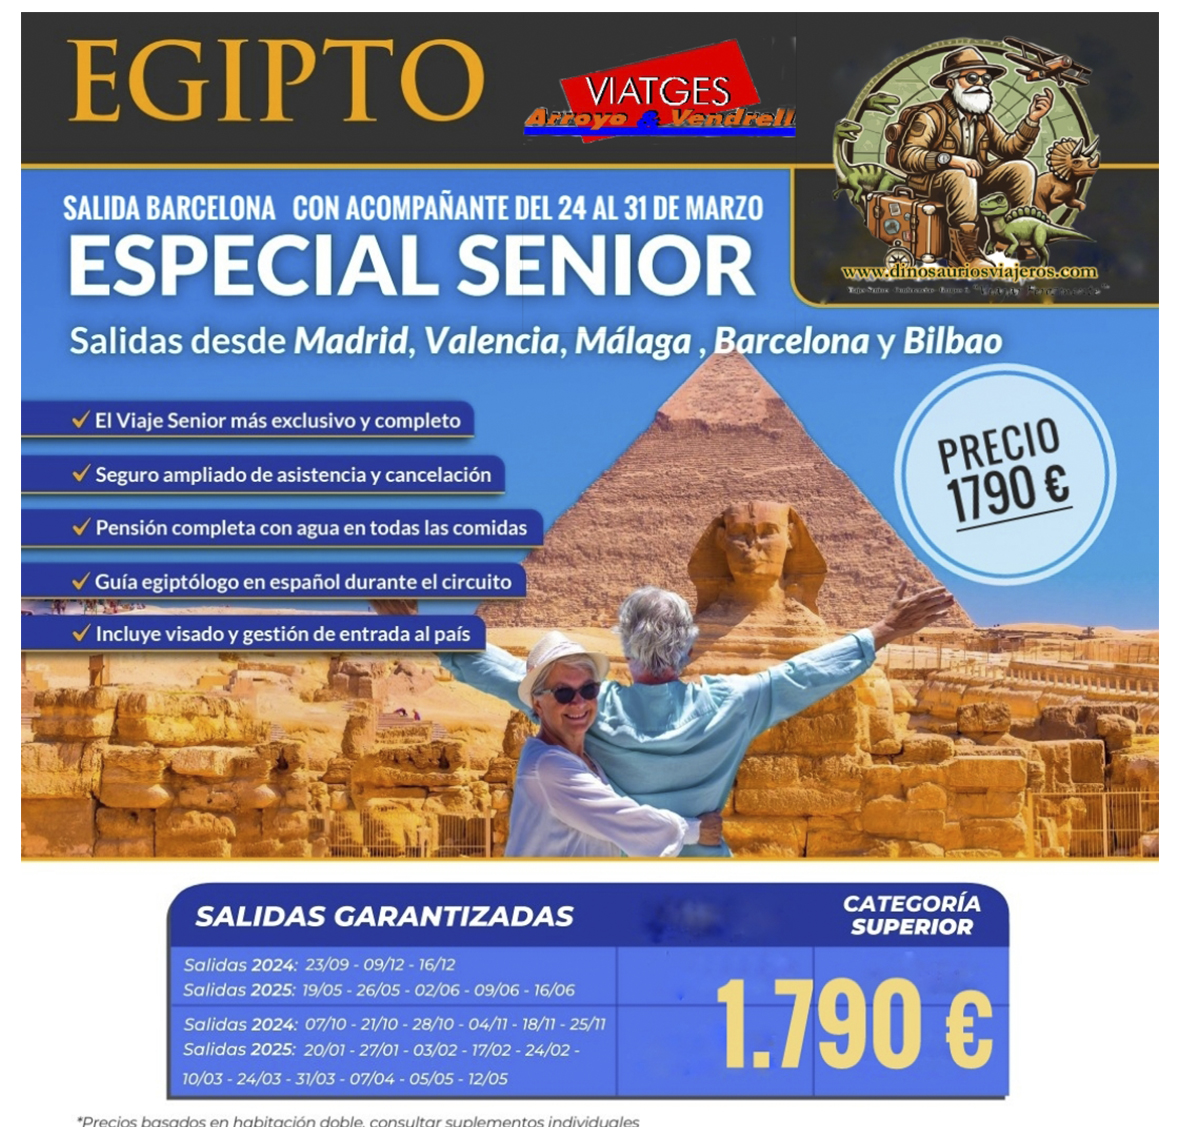 EGIPTO
VIATGES
Arroyo & Vendrell
www.dinosauriosviajeros.com
SALIDA BARCELONA CON ACOMPAÑANTE DEL 24 AL 31 DE MARZO
ESPECIAL SENIOR
Salidas desde Madrid, Valencia, Málaga , Barcelona y Bilbao
✓ El Viaje Senior más exclusivo y completo
✓ Seguro ampliado de asistencia y cancelación
✓ Pensión completa con agua en todas las comidas
✓ Guía egiptólogo en español durante el circuito
✓ Incluye visado y gestión de entrada al país
PRECIO
1790 €
SALIDAS GARANTIZADAS
CATEGORÍA
SUPERIOR
Salidas 2024: 23/09 - 09/12 - 16/12
Salidas 2025: 19/05 - 26/05 - 02/06 - 09/06 - 16/06
Salidas 2024: 07/10 - 21/10 - 28/10 - 04/11 - 18/11 - 25/11
Salidas 2025: 20/01 - 27/01 - 03/02 - 17/02 - 24/02 -
10/03 - 24/03 - 31/03 - 07/04 - 05/05 - 12/05
1.790 €
*Precios basados en habitación doble, consultar suplementos individuales